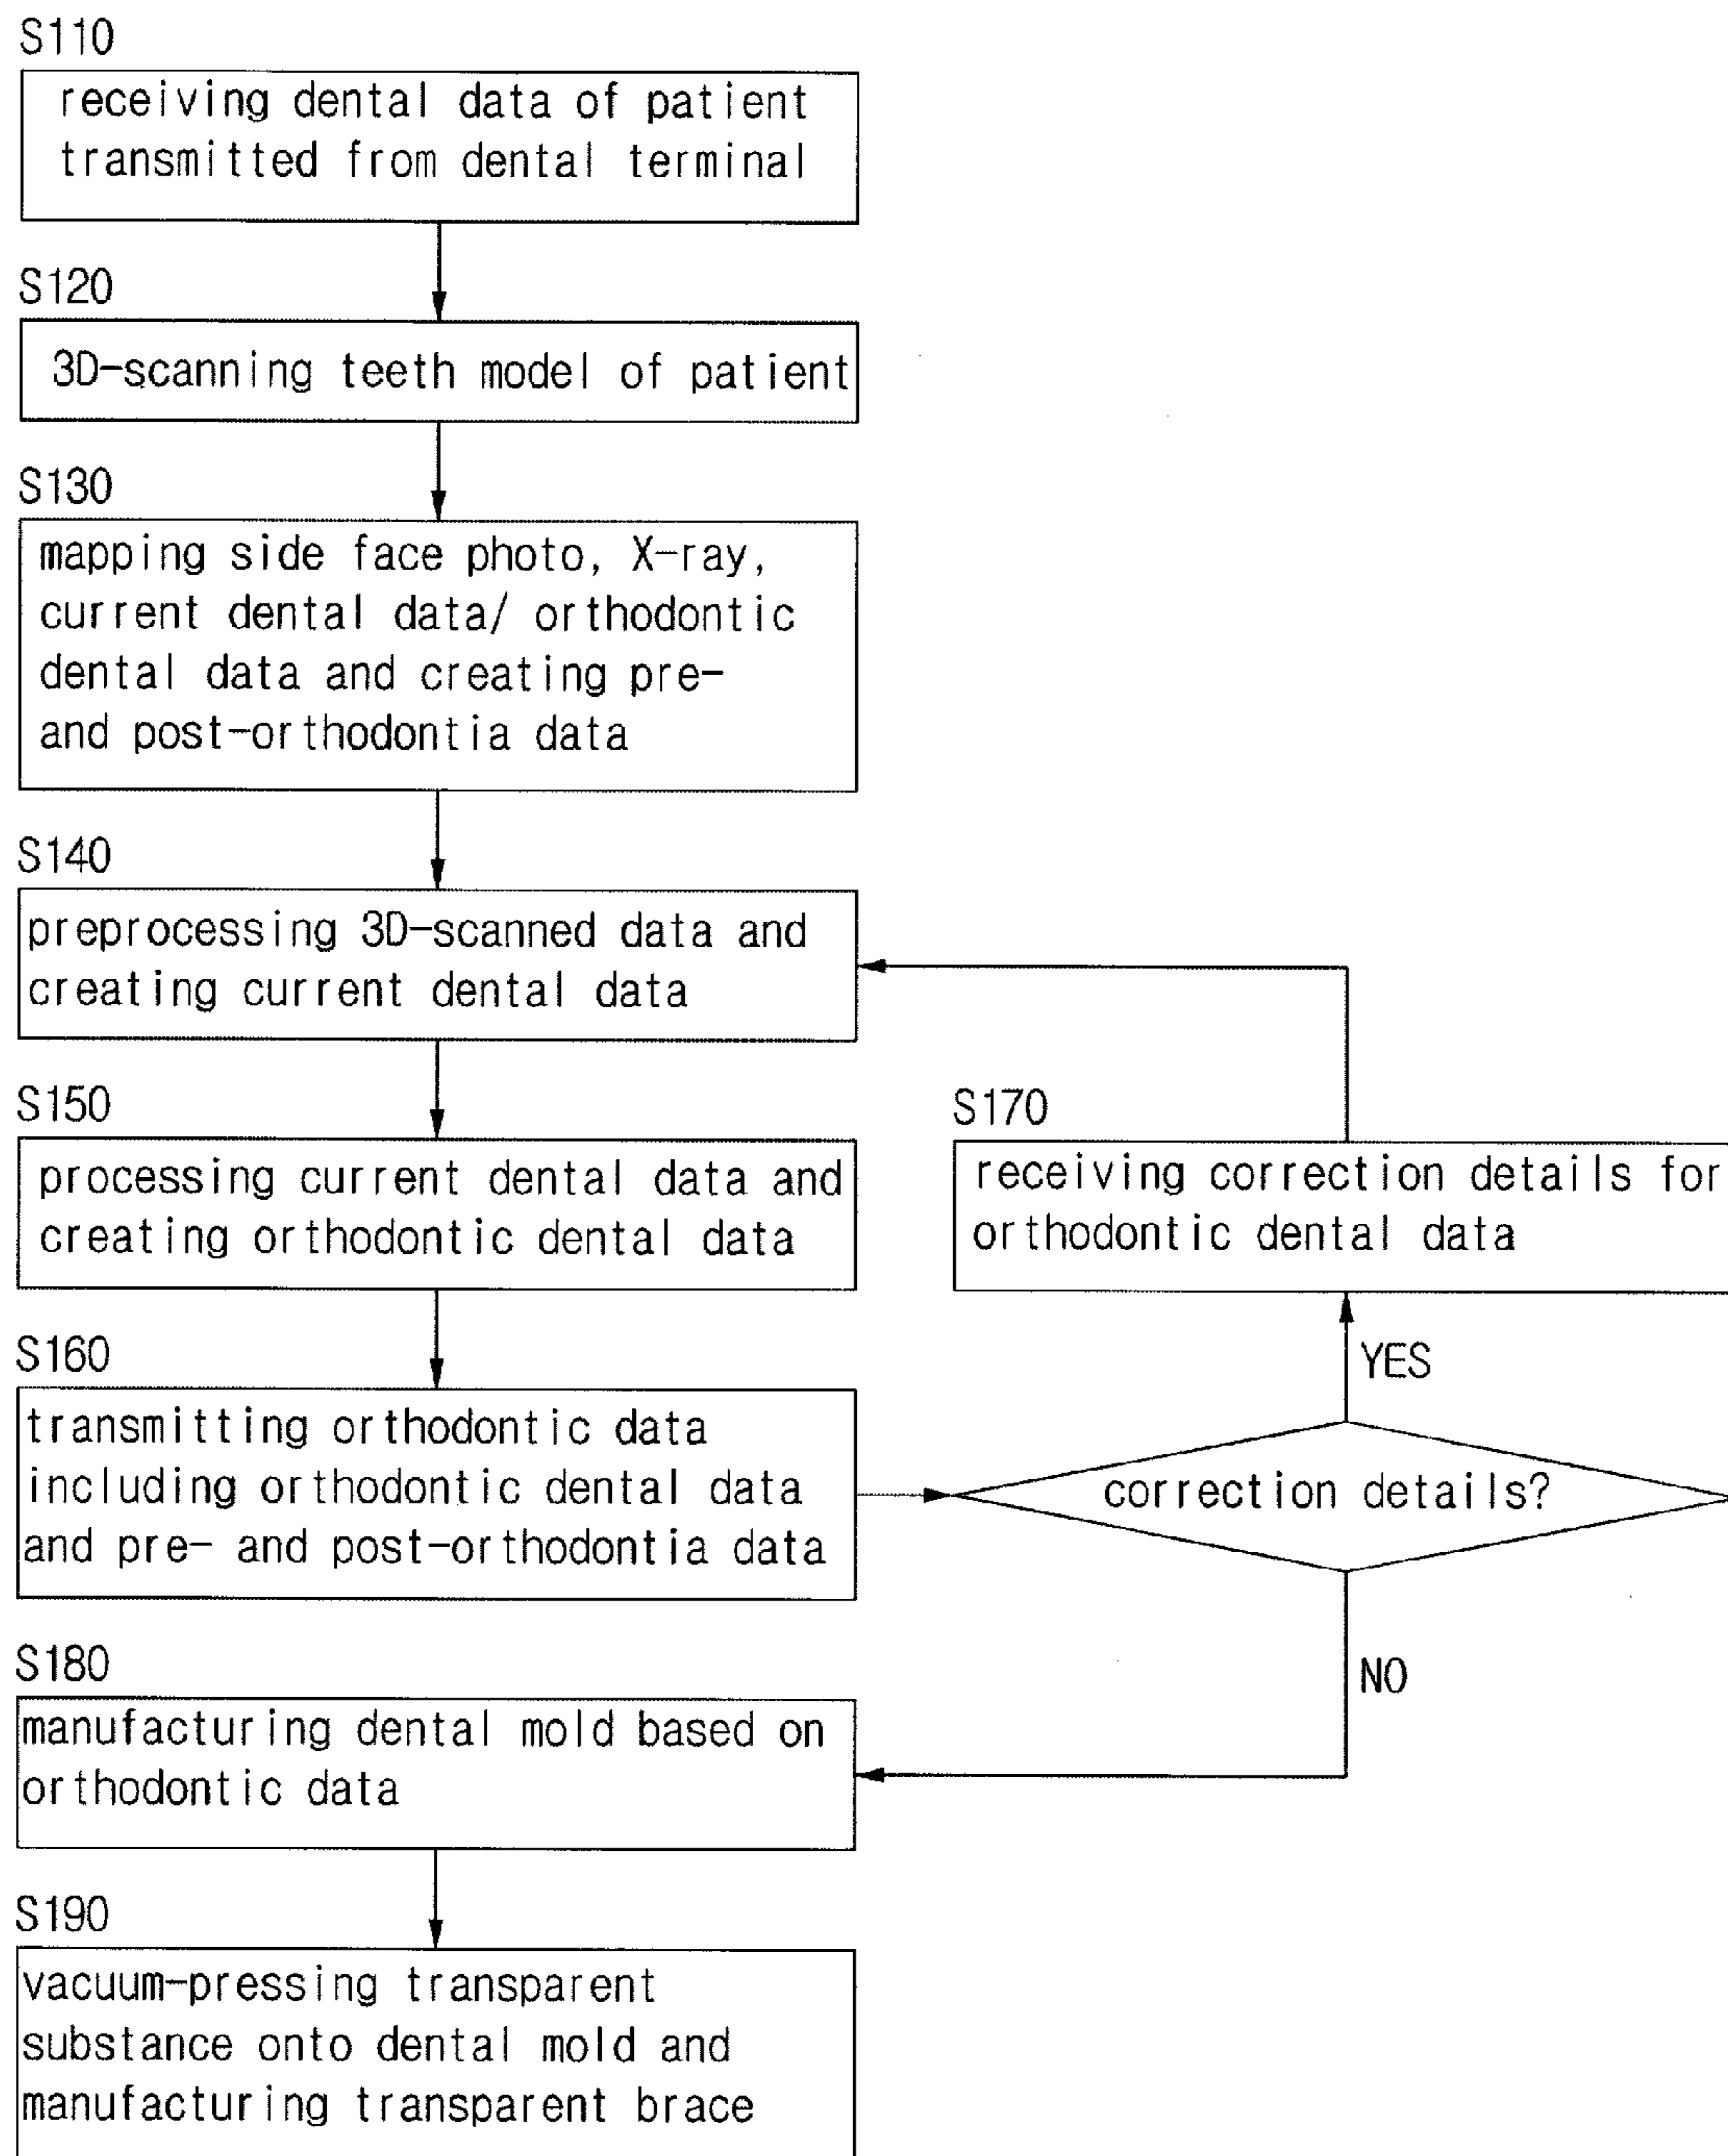 S110
receiving dental data of patient
transmitted from dental terminal
S120
3D-scanning teeth model of patient
S130
mapping side face photo, X-ray,
current dental data/ orthodontic
dental data and creating pre-
and post-orthodontia data
S140
preprocessing 3D-scanned data and
creating current dental data
S150
processing current dental data and
creating orthodontic dental data
S170
receiving correction details for
orthodontic dental data
S160
transmitting orthodontic data
including orthodontic dental data
and pre- and post-orthodontia data
YES
correction details?
NO
S180
manufacturing dental mold based on
orthodontic data
S190
vacuum-pressing transparent
substance onto dental mold and
manufacturing transparent brace